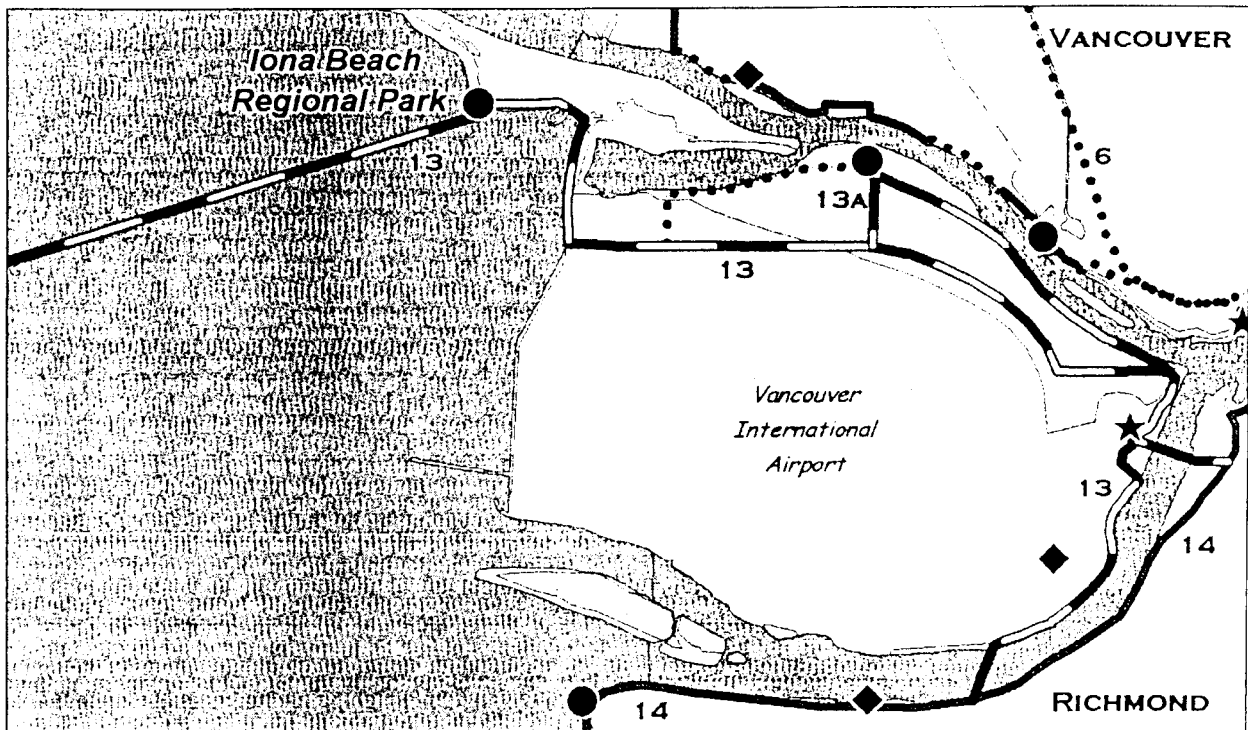 VANCOUVER
Iona Beach
Regional Park
13
6
13A
13
Vancouver
International
Airport
13
14
14
RICHMOND